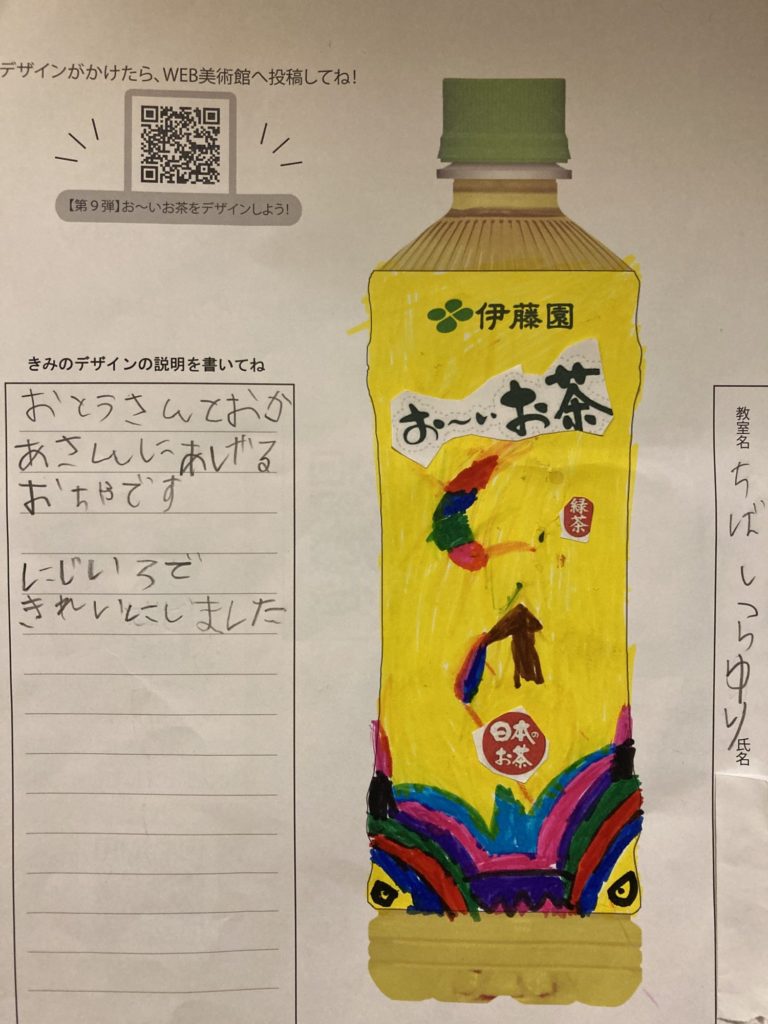 デザインがかけたら、WEB美術館へ投稿してね!
【第9弾】お~いお茶をデザインしよう!
きみのデザインの説明を書いてね
おとうさんておか
あさんにあしげる
おちゃです
にじいろで
きれいにしました
伊藤園
お~いお茶
緑茶
日本の
お茶
教室名
ちば しらゆり
氏名